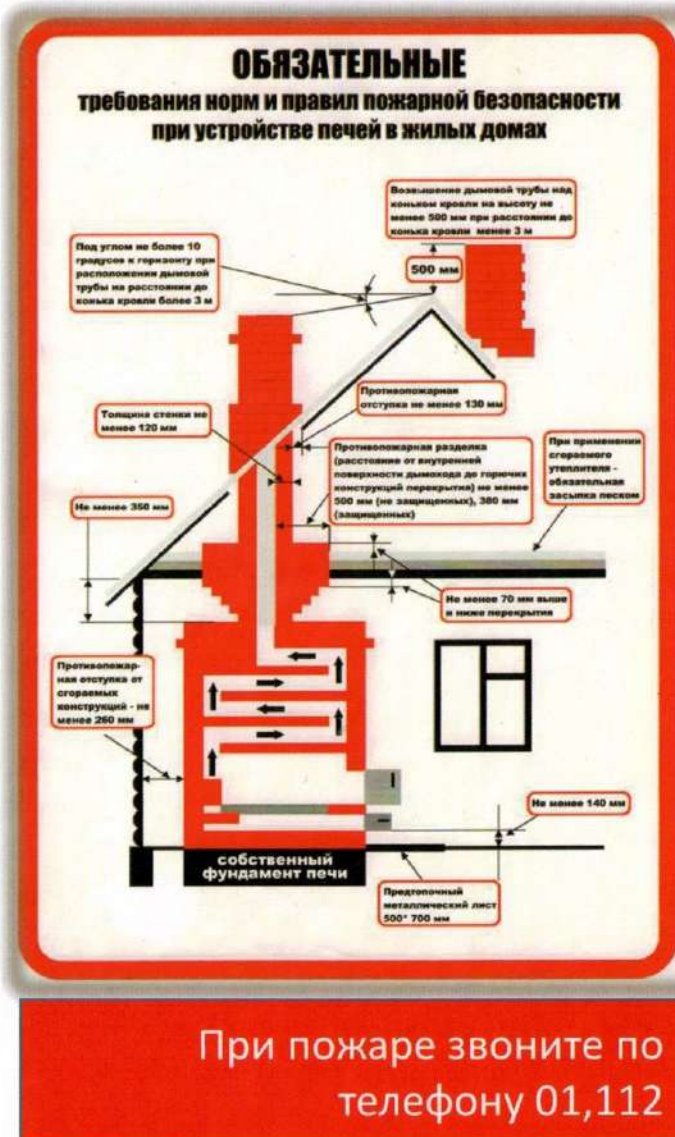 ОБЯЗАТЕЛЬНЫЕ
требования норм и правил пожарной безопасности
при устройстве печей в жилых домах
Возвышение дымовой трубы над
коньком кровли на высоту не
менее 500 мм при расстоянии до
конька кровли менее 3 м
Под углом не более 10
градусов к горизонту при
расположении дымовой
трубы на расстоянии до
конька кровли более 3 м
500 мм
Противопожарная
отступка не менее 130 мм
Толщина стенки не
менее 120 мм
Противопожарная разделка
(расстояние от внутренней
поверхности дымохода до горючих
конструкций перекрытия) не менее
500 мм (не защищенных), 380 мм
(защищенных)
При применении
сгораемого
утеплителя -
обязательная
засыпка песком
Не менее 350 мм
Не менее 70 мм выше
и ниже перекрытия
Противопожар-
ная отступка от
сгораемых
конструкций - не
менее 260 мм
Не менее 140 мм
собственный
фундамент печи
Предтопочный
металлический лист
500* 700 мм
При пожаре звоните по
телефону 01,112